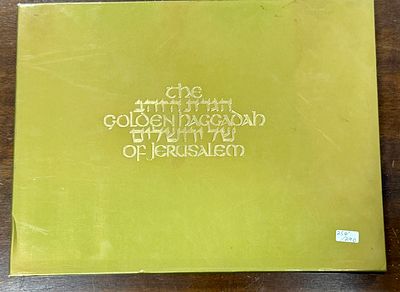 the
הגדת הזהב
golden haggadah
של ירושלים
of jerusalem